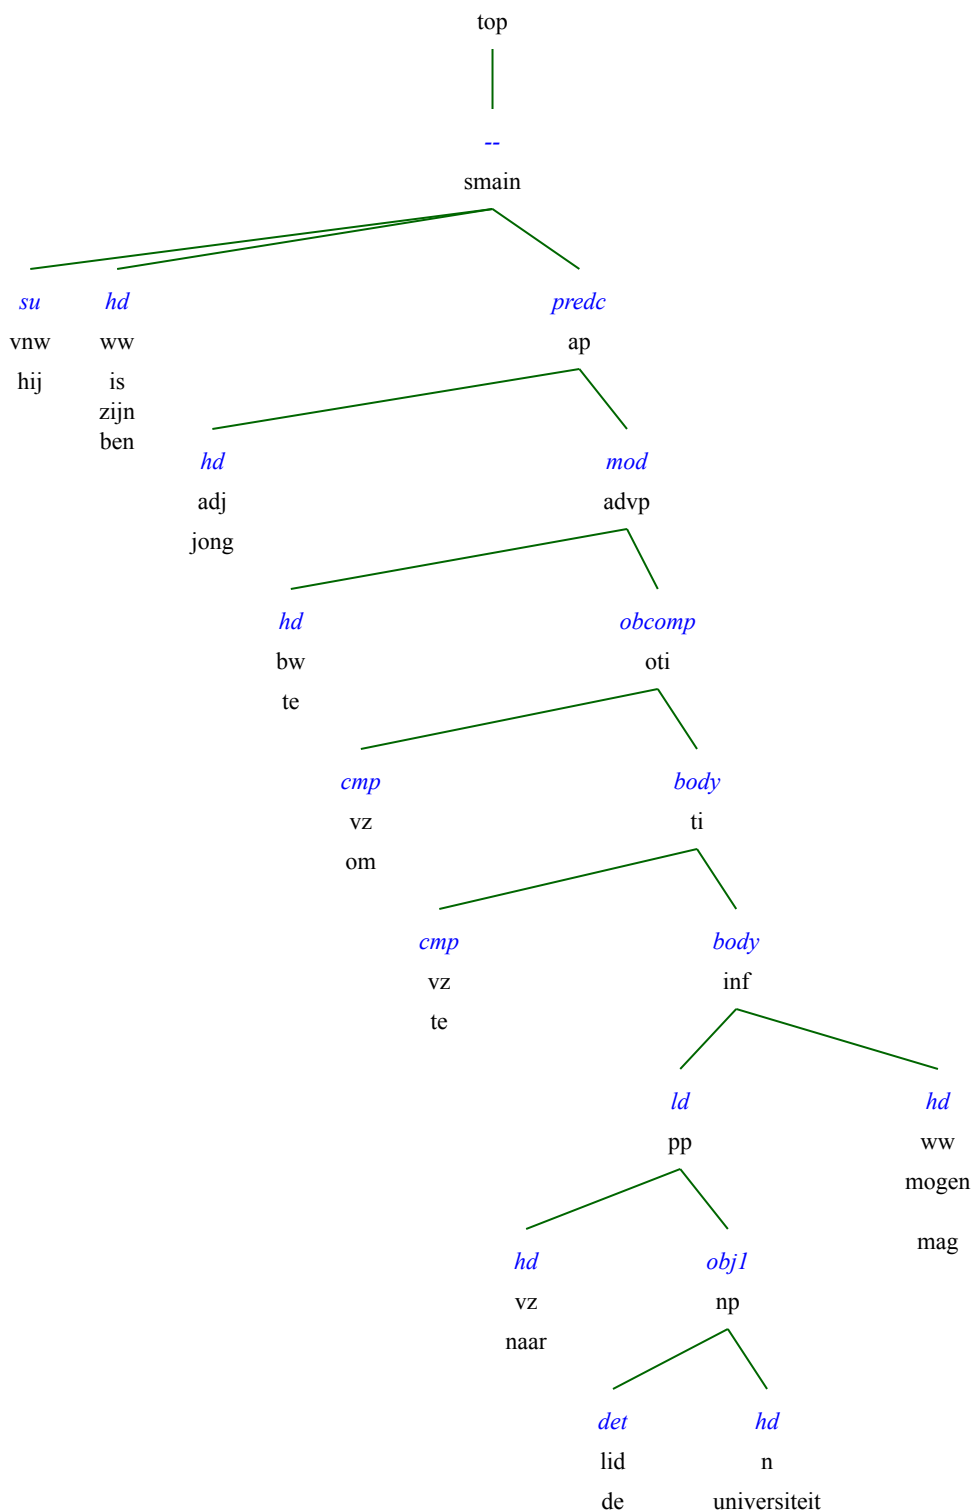 top
--
smain
su hd predc
vnw ww ap
hij is
zijn
ben
hd mod
adj advp
jong
hd obcomp
bw oti
te
cmp body
vz ti
om
cmp body
vz inf
te
ld hd
pp ww
mogen
mag
hd obj1
vz np
naar
det hd
lid n
de universiteit